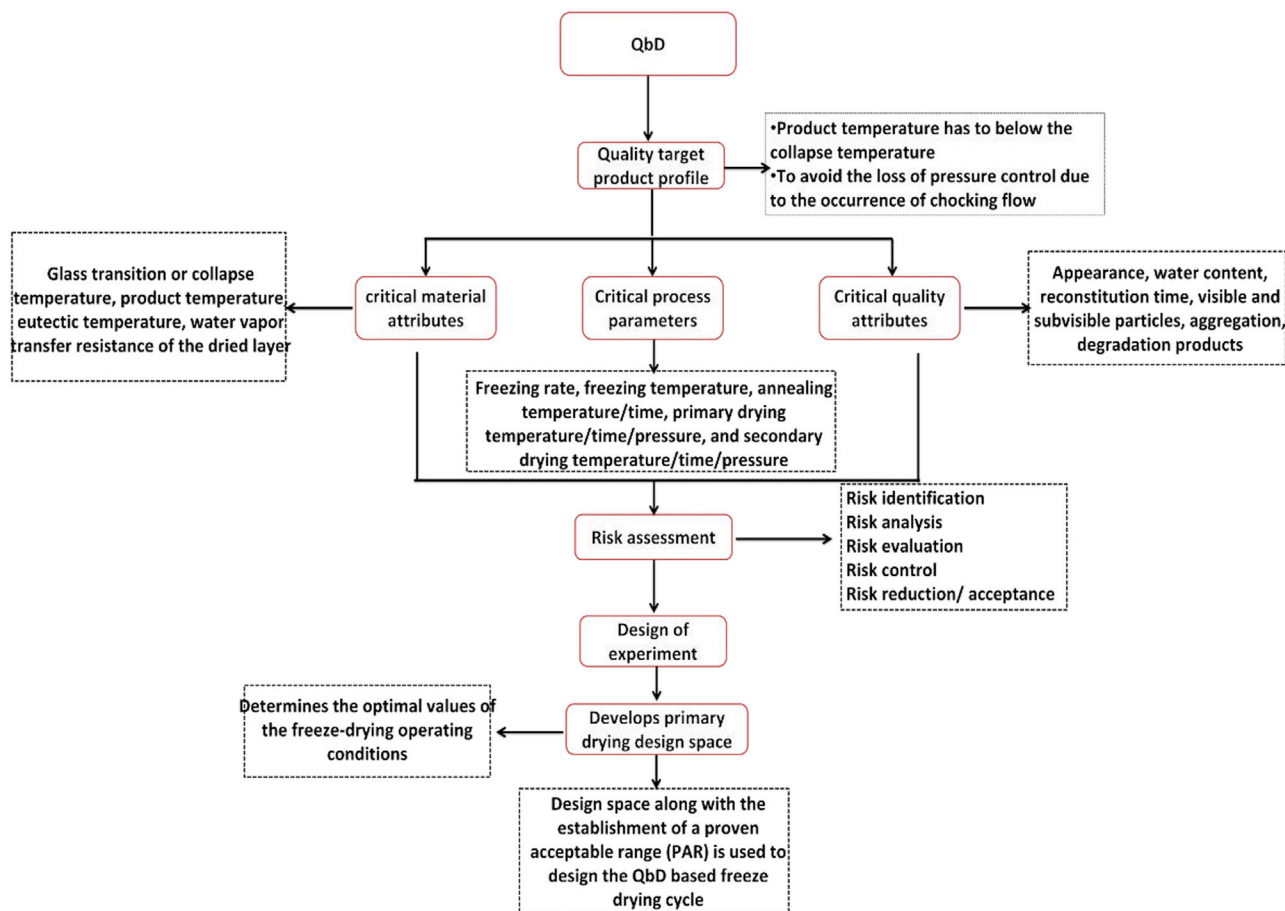 QbD
Quality target
product profile
•Product temperature has to below the
collapse temperature
•To avoid the loss of pressure control due
to the occurrence of chocking flow
Glass transition or collapse
temperature, product temperature,
eutectic temperature, water vapor
transfer resistance of the dried layer
critical material
attributes
Critical process
parameters
Critical quality
attributes
Appearance, water content,
reconstitution time, visible and
subvisible particles, aggregation,
degradation products
Freezing rate, freezing temperature, annealing
temperature/time, primary drying
temperature/time/pressure, and secondary
drying temperature/time/pressure
Risk assessment
Risk identification
Risk analysis
Risk evaluation
Risk control
Risk reduction/ acceptance
Design of
experiment
Determines the optimal values of
the freeze-drying operating
conditions
Develops primary
drying design space
Design space along with the
establishment of a proven
acceptable range (PAR) is used to
design the QbD based freeze
drying cycle